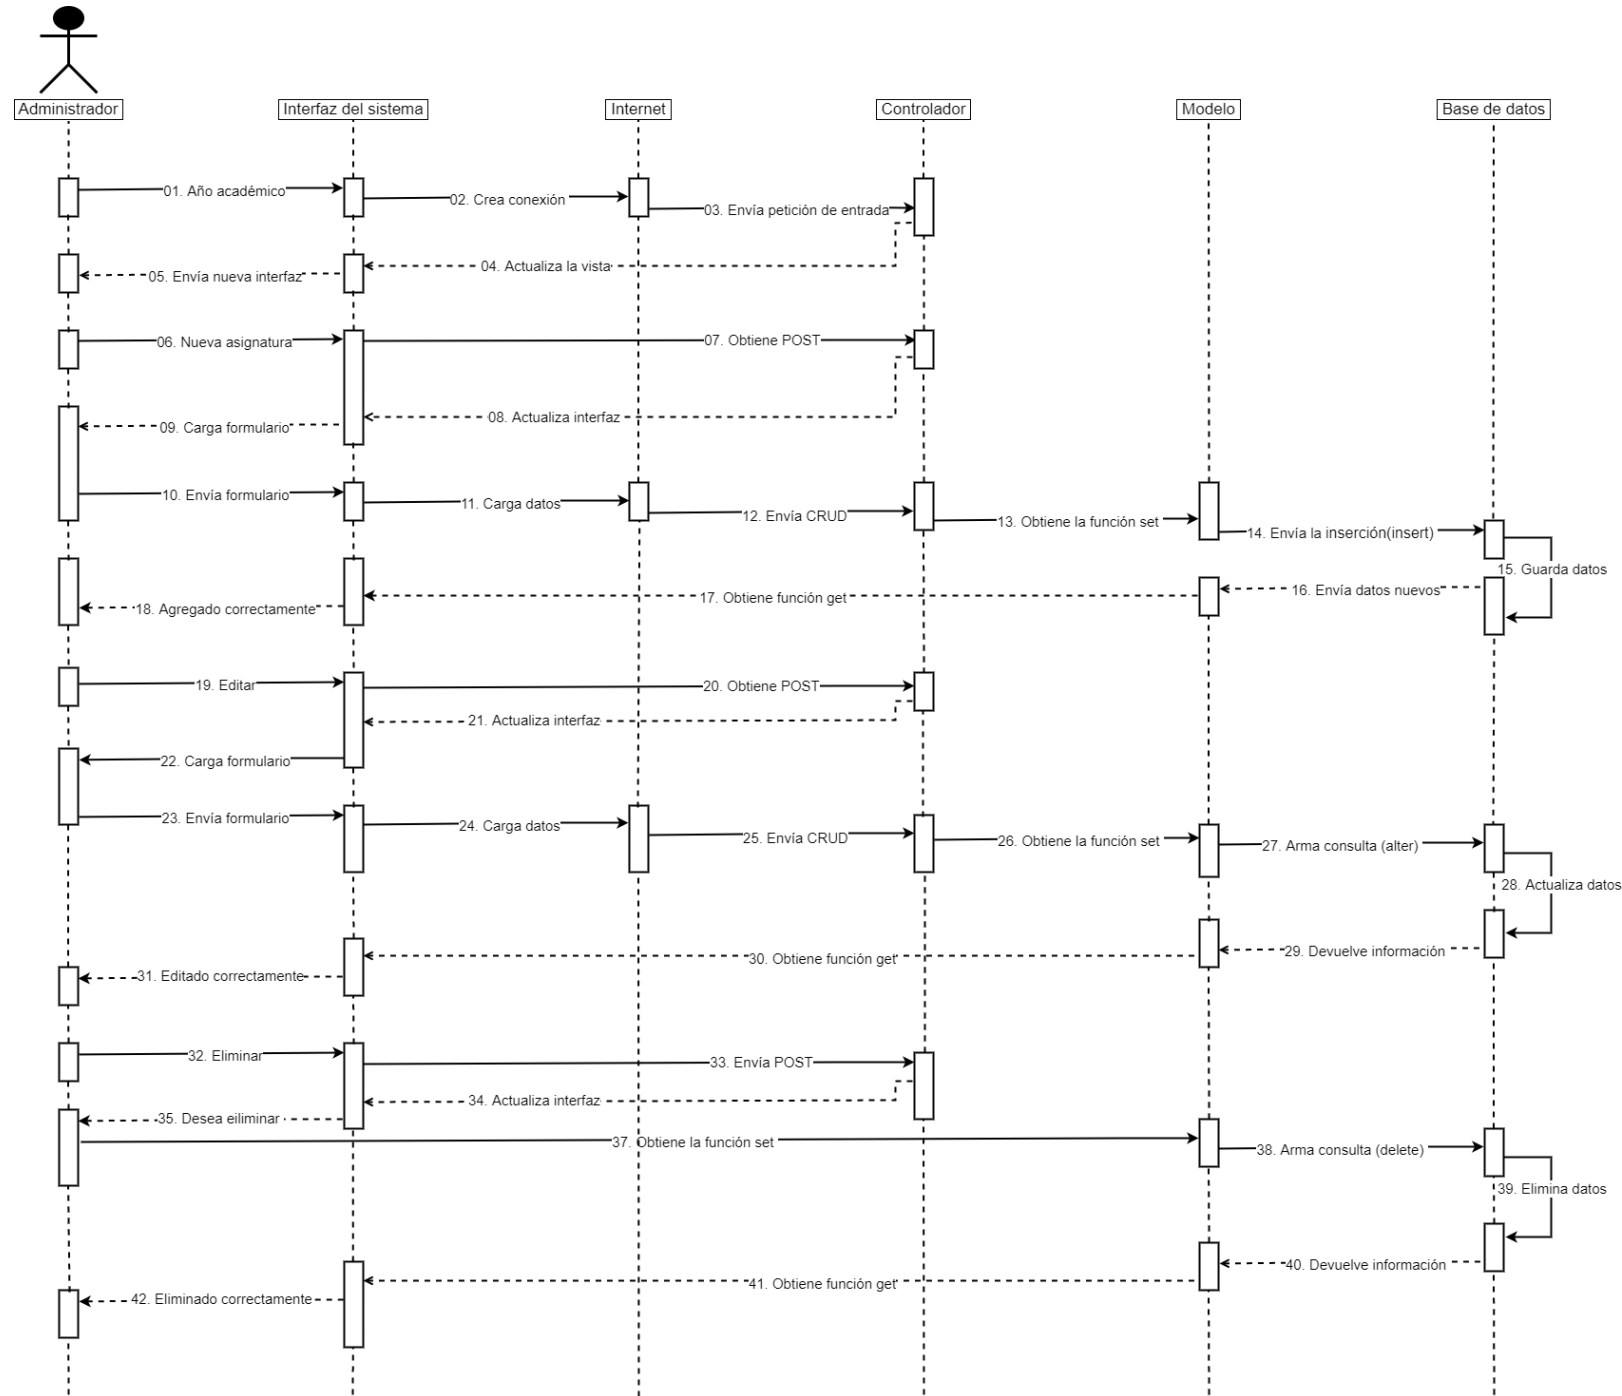 Administrador
Interfaz del sistema
Internet
Controlador
Modelo
Base de datos
01. Año académico
02. Crea conexión
03. Envía petición de entrada
04. Actualiza la vista
05. Envía nueva interfaz
06. Nueva asignatura
07. Obtiene POST
08. Actualiza interfaz
09. Carga formulario
10. Envía formulario
11. Carga datos
12. Envía CRUD
13. Obtiene la función set
14. Envía la inserción(insert)
15. Guarda datos
16. Envía datos nuevos
17. Obtiene función get
18. Agregado correctamente
19. Editar
20. Obtiene POST
21. Actualiza interfaz
22. Carga formulario
23. Envía formulario
24. Carga datos
25. Envía CRUD
26. Obtiene la función set
27. Arma consulta (alter)
28. Actualiza datos
29. Devuelve información
30. Obtiene función get
31. Editado correctamente
32. Eliminar
33. Envía POST
34. Actualiza interfaz
35. Desea eiliminar
37. Obtiene la función set
38. Arma consulta (delete)
39. Elimina datos
40. Devuelve información
41. Obtiene función get
42. Eliminado correctamente